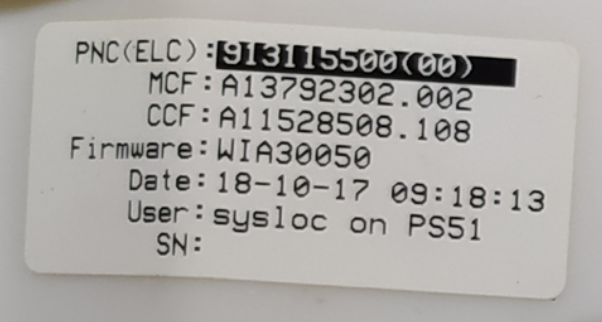 PNC(ELC):913115500(00)
MCF:A13792302.002
CCF:A11528508.108
Firmware:WIA30050
Date:18-10-17 09:18:13
User:sysloc on PS51
SN: